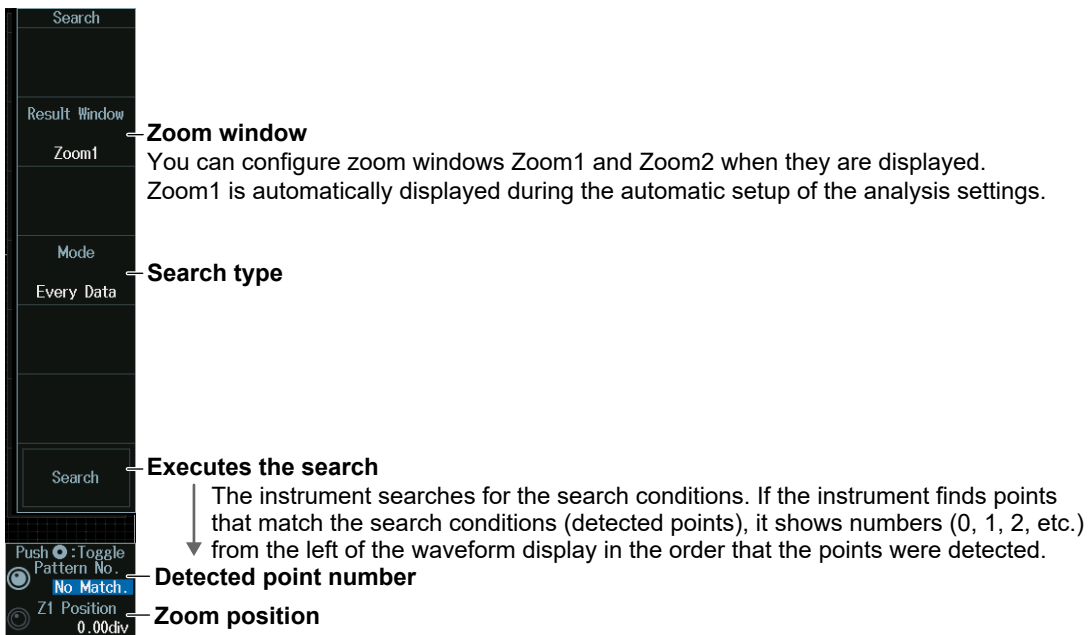 Search
Result Window
Zoom1
Zoom window
You can configure zoom windows Zoom1 and Zoom2 when they are displayed.
Zoom1 is automatically displayed during the automatic setup of the analysis settings.
Mode
Every Data
Search type
Search
Executes the search
The instrument searches for the search conditions. If the instrument finds points
that match the search conditions (detected points), it shows numbers (0, 1, 2, etc.)
from the left of the waveform display in the order that the points were detected.
Push :Toggle
Pattern No.
No Match.
Detected point number
Z1 Position
0.00div
Zoom position